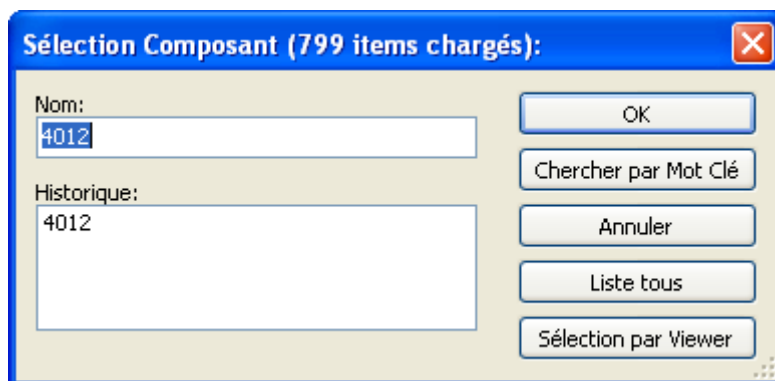 Sélection Composant (799 items chargés):
Nom:
4012
Historique:
4012
OK
Chercher par Mot Clé
Annuler
Liste tous
Sélection par Viewer